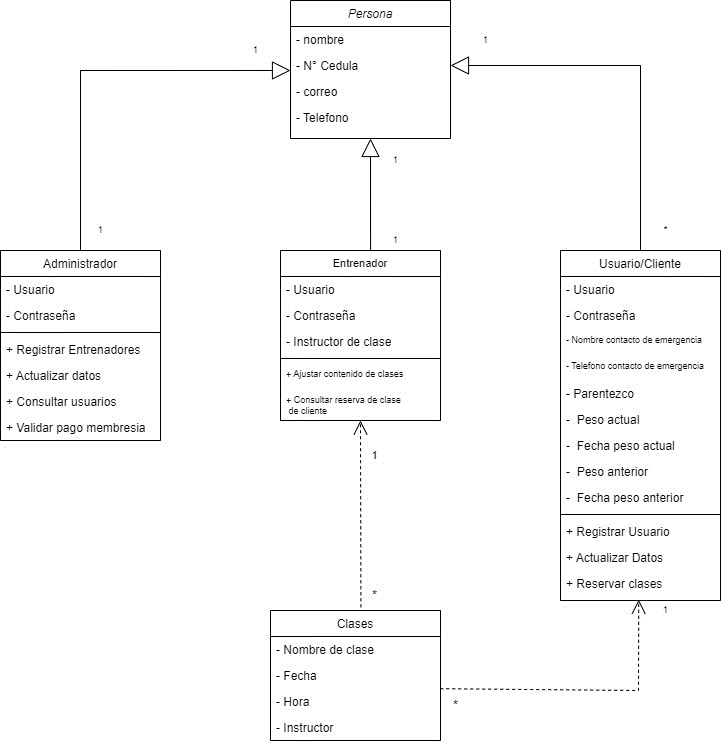 Persona
- nombre
- N° Cedula
- correo
- Telefono
1
1
1
1
1
*
Administrador
- Usuario
- Contraseña
+ Registrar Entrenadores
+ Actualizar datos
+ Consultar usuarios
+ Validar pago membresia
Entrenador
- Usuario
- Contraseña
- Instructor de clase
+ Ajustar contenido de clases
+ Consultar reserva de clase
de cliente
Usuario/Cliente
- Usuario
- Contraseña
- Nombre contacto de emergencia
- Telefono contacto de emergencia
- Parentezco
- Peso actual
- Fecha peso actual
- Peso anterior
- Fecha peso anterior
+ Registrar Usuario
+ Actualizar Datos
+ Reservar clases
1
*
1
*
Clases
- Nombre de clase
- Fecha
- Hora
- Instructor